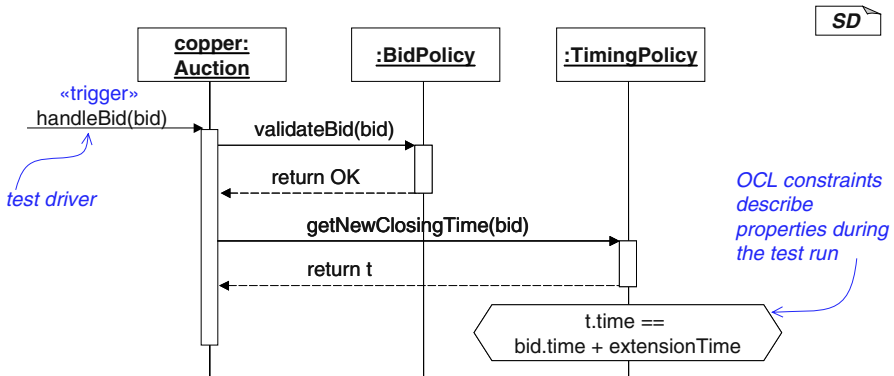 SD
copper:
Auction
:BidPolicy
:TimingPolicy
«trigger»
handleBid(bid)
validateBid(bid)
return OK
test driver
getNewClosingTime(bid)
return t
OCL constraints
describe
properties during
the test run
t.time ==
bid.time + extensionTime